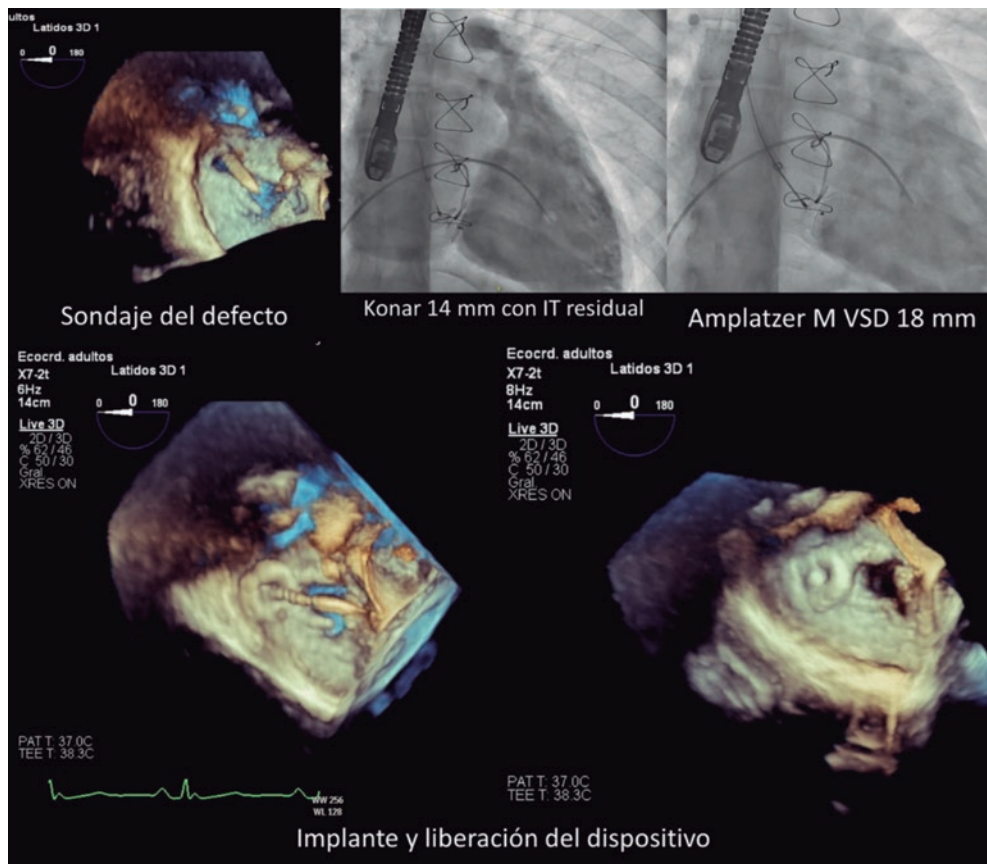 adultos
Latidos 3D 1
0 0 180
Sondaje del defecto
Konar 14 mm con IT residual
Amplatzer M VSD 18 mm
Ecocrd. adultos
X7-2t
6Hz
14cm
Latidos 3D 1
0 0 180
Live 3D
2D / 3D
% 62 / 46
C 50 / 30
Gral.
XRES ON
PAT T: 37.0C
TEE T: 38.3C
WW 256
WL 128
Ecocrd. adultos
X7-2t
8Hz
14cm
Latidos 3D 1
0 0 180
Live 3D
2D / 3D
% 62 / 46
C 50 / 30
Gral.
XRES ON
PAT T: 37.0C
TEE T: 38.3C
Implante y liberación del dispositivo